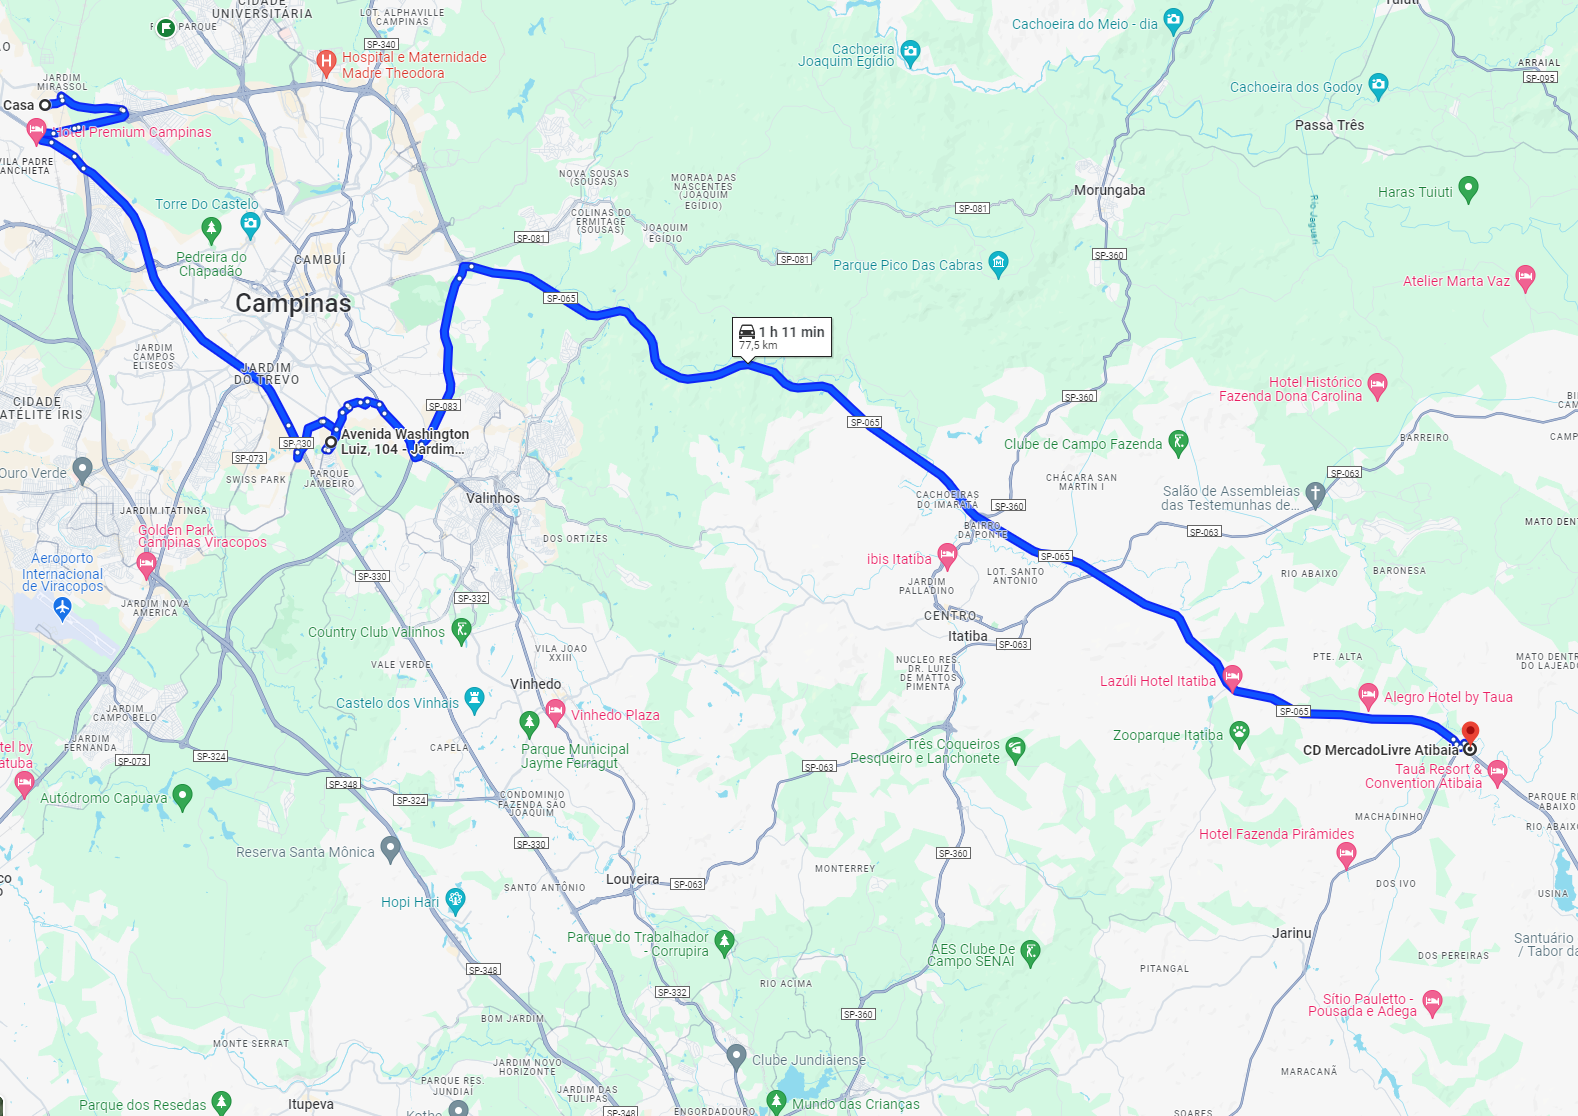 CIDADE
UNIVERSITÁRIA
LOT. ALPHAVILLE
CAMPINAS
Tuiuti
PARQUE
SP-340
Hospital e Maternidade
Madre Theodora
Cachoeira do Meio - dia
Cachoeira
Joaquim Egídio
ARRAIAL
SP-095
JARDIM
MIRASSOL
Cachoeira dos Godoy
Casa
Hotel Premium Campinas
Passa Três
VILA PADRE
ANCHIETA
NOVA SOUSAS
(SOUSAS)
MORADA DAS
NASCENTES
(JOAQUIM
EGÍDIO)
Morungaba
Haras Tuiuti
Rio Jaguari
Torre Do Castelo
COLINAS DO
ERMITAGE
(SOUSAS)
SP-081
JOAQUIM
EGÍDIO
SP-081
SP-081
SP-360
Pedreira do
Chapadão
CAMBUÍ
Parque Pico Das Cabras
Atelier Marta Vaz
Campinas
SP-065
1 h 11 min
77,5 km
JARDIM
CAMPOS
ELISEOS
JARDIM
DO TREVO
Hotel Histórico
Fazenda Dona Carolina
CIDADE
SATÉLITE ÍRIS
SP-083
SP-360
SP-065
BARREIRO
SP-330
Avenida Washington
Luiz, 104 - Jardim...
Clube de Campo Fazenda
SP-073
Ouro Verde
SWISS PARK
PARQUE
JAMBEIRO
CHÁCARA SAN
MARTIN I
SP-063
Valinhos
CACHOEIRAS
DO IMARATÁ
SP-360
Salão de Assembleias
das Testemunhas de...
JARDIM ITATINGA
BAIRRO
DA PONTE
SP-063
Golden Park
Campinas Viracopos
DOS ORTIZES
Aeroporto
Internacional
de Viracopos
ibis Itatiba
SP-065
SP-330
JARDIM
PALLADINO
LOT. SANTO
ANTONIO
RIO ABAIXO
BARONESA
JARDIM NOVA
AMÉRICA
SP-332
CENTRO
Itatiba
Country Club Valinhos
SP-063
VILA JOAO
XXIII
VALE VERDE
NUCLEO RES.
DR. LUIZ
DE MATTOS
PIMENTA
PTE. ALTA
MATO DENTRO
DO LAJEADO
Vinhedo
Lazúli Hotel Itatiba
Alegro Hotel by Taua
Castelo dos Vinhais
Vinhedo Plaza
SP-065
JARDIM
CAMPO BELO
JARDIM
FERNANDA
CAPELA
Parque Municipal
Jayme Ferragut
Três Coqueiros
Pesqueiro e Lanchonete
Zooparque Itatiba
CD MercadoLivre Atibaia
SP-073
SP-324
SP-063
Tauá Resort &
Convention Atibaia
SP-348
SP-324
Autódromo Capuava
CONDOMINIO
FAZENDA SÃO
JOAQUIM
MACHADINHO
Hotel Fazenda Pirâmides
SP-330
Reserva Santa Mônica
SP-360
MONTERREY
Louveira
SP-063
SANTO ANTÔNIO
DOS IVO
USINA
Hopi Hari
Jarinu
Parque do Trabalhador
- Corrupira
AES Clube De
Campo SENAI
Santuário
DOS PEREIRAS
SP-348
PITANGAL
RIO ACIMA
SP-332
Sítio Pauletto -
Pousada e Adega
BOM JARDIM
SP-360
MONTE SERRAT
JARDIM NOVO
HORIZONTE
Clube Jundiaiense
PARQUE RES.
JUNDIAÍ
JARDIM DAS
TULIPAS
MARACANÃ
Parque dos Resedas
Itupeva
SP-348
ENGORDADOURO
Mundo das Crianças
SOARES